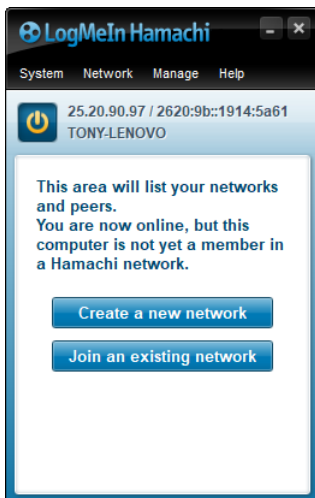 LogMeIn Hamachi
System Network Manage Help
25.20.90.97 / 2620:9b::1914:5a61
TONY-LENOVO
This area will list your networks
and peers.
You are now online, but this
computer is not yet a member in
a Hamachi network.
Create a new network
Join an existing network